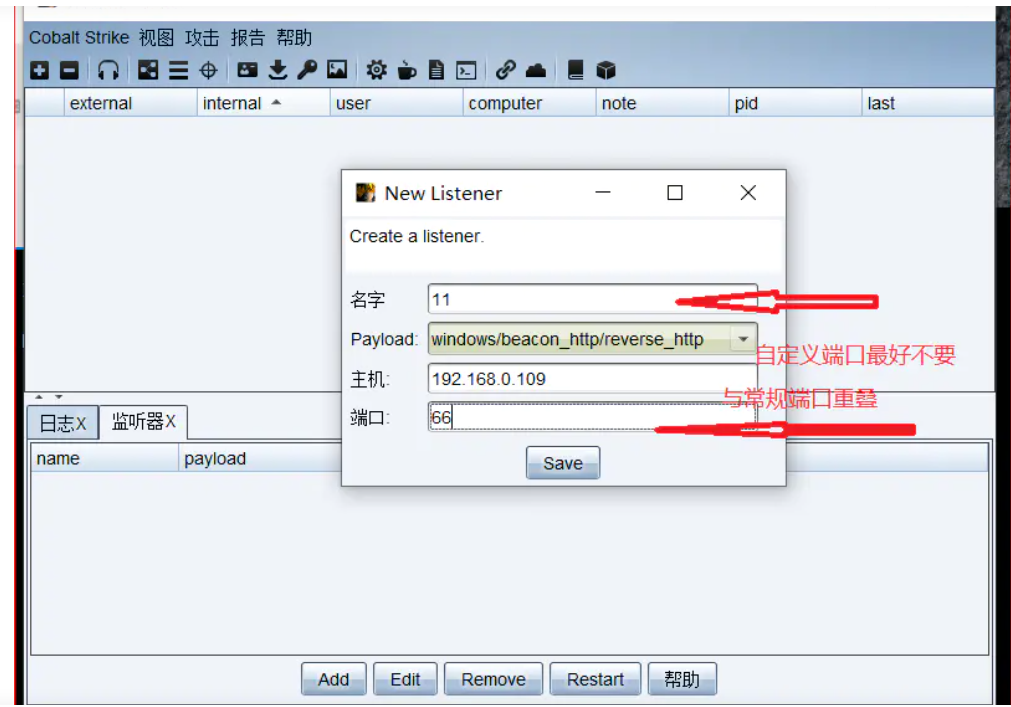 Cobalt Strike 视图 攻击 报告 帮助
external internal user computer note pid last
New Listener
Create a listener.
名字 11
Payload: windows/beacon_http/reverse_http
自定义端口最好不要
主机: 192.168.0.109
与常规端口重叠
端口: 66
Save
日志X 监听器X
name payload
Add Edit Remove Restart 帮助